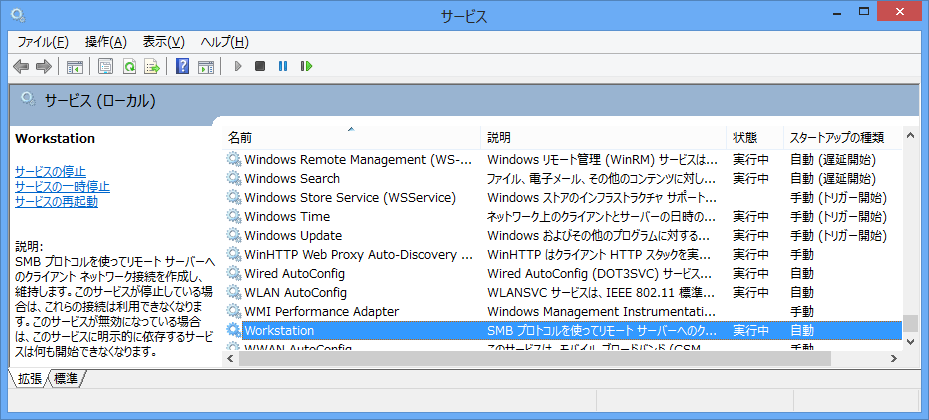 サービス
ファイル(F) 操作(A) 表示(V) ヘルプ(H)
サービス (ローカル)
Workstation
サービスの停止
サービスの一時停止
サービスの再起動
説明:
SMB プロトコルを使ってリモート サーバーへ
のクライアント ネットワーク接続を作成し、
維持します。このサービスが停止している場
合は、これらの接続は利用できなくなりま
す。このサービスが無効になっている場合
は、このサービスに明示的に依存するサービ
スは何も開始できなくなります。
名前 説明 状態 スタートアップの種類
Windows Remote Management (WS-... Windows リモート管理 (WinRM) サービスは... 実行中 自動 (遅延開始)
Windows Search ファイル、電子メール、その他のコンテンツに対し... 実行中 自動 (遅延開始)
Windows Store Service (WSService) Windows ストアのインフラストラクチャ サポート... 手動 (トリガー開始)
Windows Time ネットワーク上のクライアントとサーバーの日時の... 実行中 手動 (トリガー開始)
Windows Update Windows およびその他のプログラムに対する... 実行中 手動 (トリガー開始)
WinHTTP Web Proxy Auto-Discovery ... WinHTTP はクライアント HTTP スタックを実... 実行中 手動
Wired AutoConfig Wired AutoConfig (DOT3SVC) サービス... 実行中 自動
WLAN AutoConfig WLANSVC サービスは、IEEE 802.11 標準... 実行中 自動
WMI Performance Adapter Windows Management Instrumentati... 手動
Workstation SMB プロトコルを使ってリモート サーバーへのク... 実行中 自動
WWAN AutoConfig このサービスは、モバイル ブロードバンド (GSM... 手動
拡張 標準